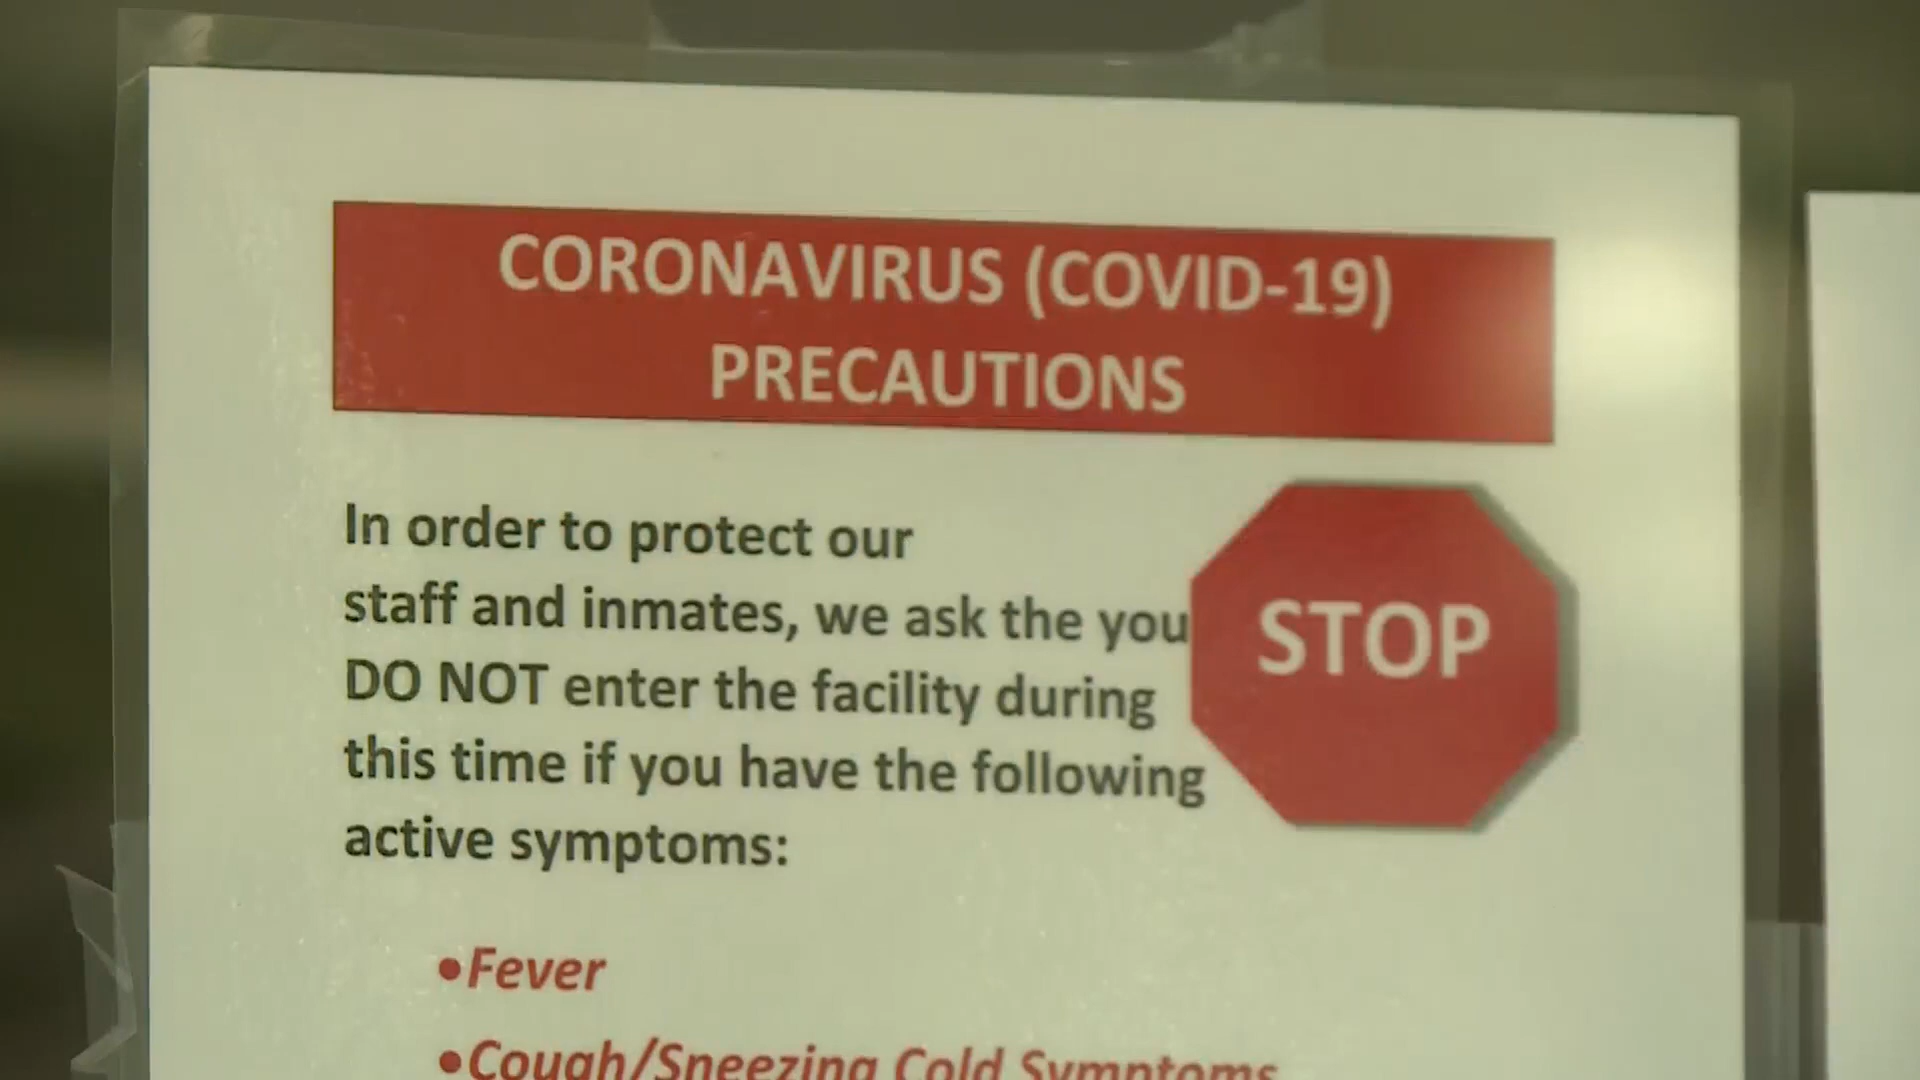 CORONAVIRUS (COVID-19)
PRECAUTIONS
In order to protect our
staff and inmates, we ask the you
DO NOT enter the facility during
this time if you have the following
active symptoms:
STOP
•Fever
•Cough/Sneezing Cold Symptoms